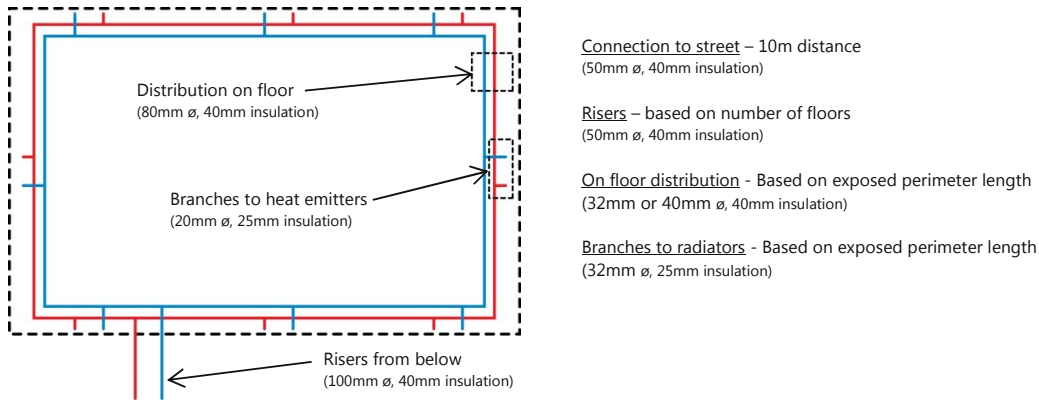 Distribution on floor
(80mm ø, 40mm insulation)
Branches to heat emitters
(20mm ø, 25mm insulation)
Risers from below
(100mm ø, 40mm insulation)
Connection to street – 10m distance
(50mm ø, 40mm insulation)
Risers – based on number of floors
(50mm ø, 40mm insulation)
On floor distribution - Based on exposed perimeter length
(32mm or 40mm ø, 40mm insulation)
Branches to radiators - Based on exposed perimeter length
(32mm ø, 25mm insulation)